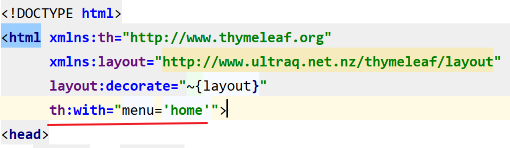 <!DOCTYPE html>
<html xmlns:th="http://www.thymeleaf.org"
xmlns:layout="http://www.ultraq.net.nz/thymeleaf/layout"
layout:decorate="~{layout}"
th:with="menu='home'">
<head>